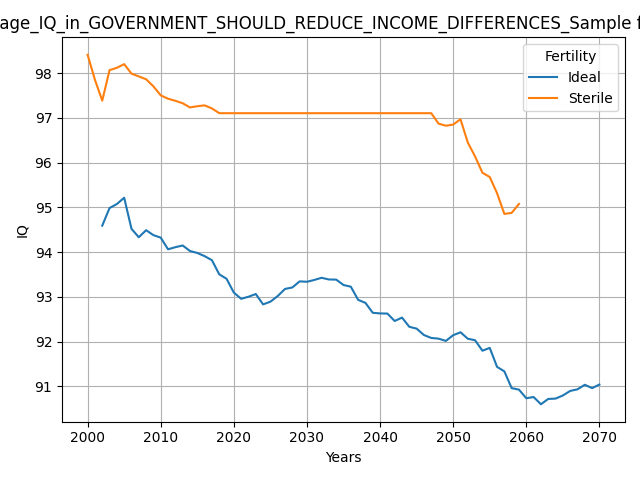 age_IQ_in_GOVERNMENT_SHOULD_REDUCE_INCOME_DIFFERENCES_Sample f
Fertility
Ideal
Sterile
98
97
96
95
94
93
92
91
IQ
2000 2010 2020 2030 2040 2050 2060 2070
Years